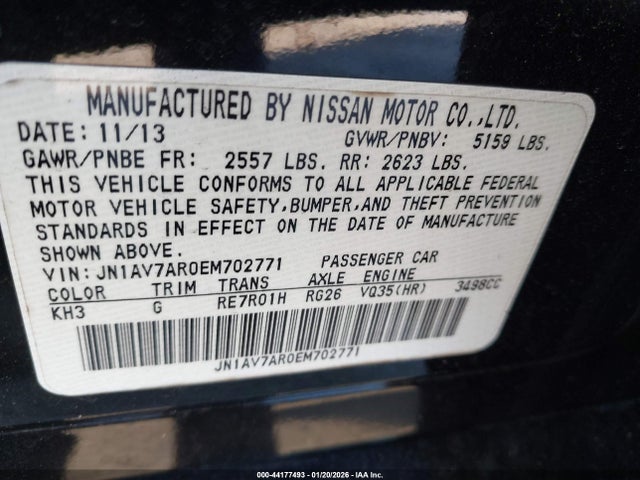 MANUFACTURED BY NISSAN MOTOR CO.,LTD.
DATE: 11/13 GVWR/PNBV: 5159 LBS.
GAWR/PNBE FR: 2557 LBS. RR: 2623 LBS.
THIS VEHICLE CONFORMS TO ALL APPLICABLE FEDERAL
MOTOR VEHICLE SAFETY,BUMPER,AND THEFT PREVENTION
STANDARDS IN EFFECT ON THE DATE OF MANUFACTURE
SHOWN ABOVE.
VIN: JN1AV7AR0EM702771 PASSENGER CAR
COLOR TRIM TRANS AXLE ENGINE
KH3 G RE7R01H RG26 VQ35(HR) 3498CC
JN1AV7AR0EM702771
000-44177493 - 01/20/2026 - IAA Inc.